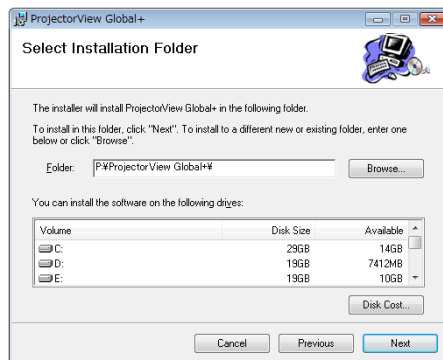 ProjectorView Global+
Select Installation Folder
The installer will install ProjectorView Global+ in the following folder.
To install in this folder, click "Next". To install to a different new or existing folder, enter one
below or click "Browse".
Folder: P:¥ProjectorView Global+¥ Browse...
You can install the software on the following drives:
Volume Disk Size Available
C: 29GB 14GB
D: 19GB 7412MB
E: 19GB 10GB
Disk Cost...
Cancel Previous Next